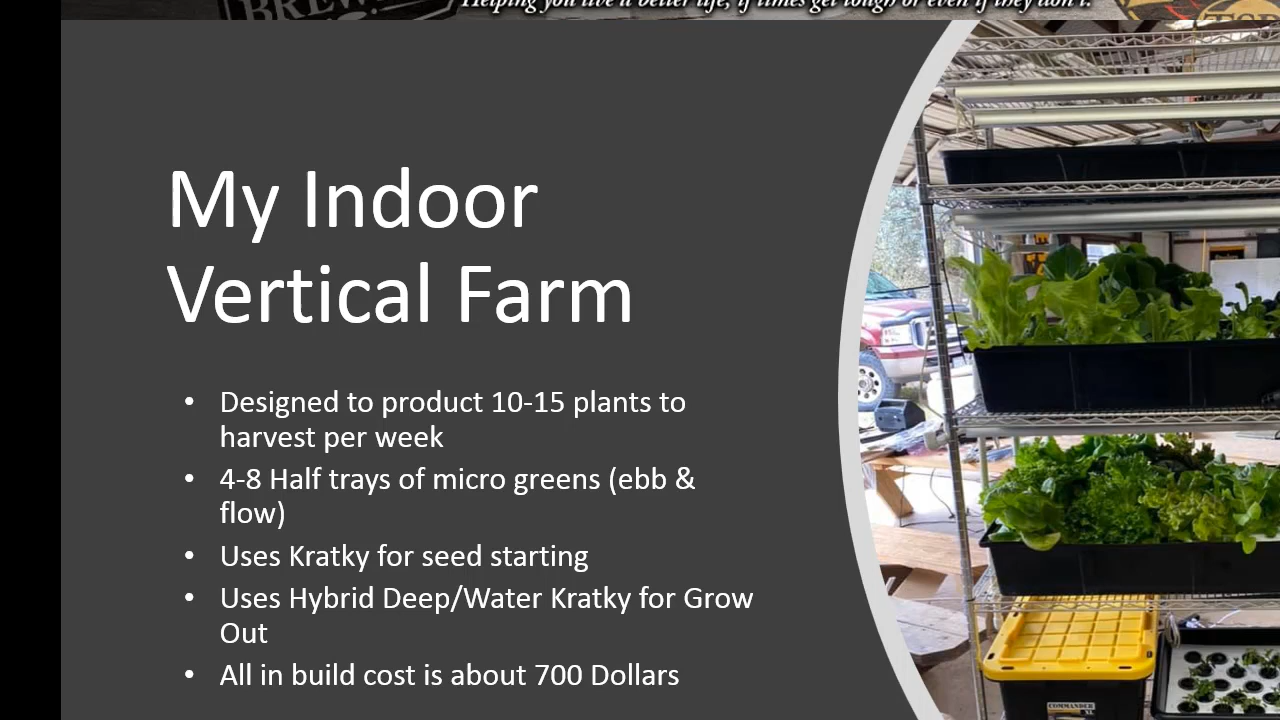 BREW
Helping you live a better life, if times get tough or even if they don't.
My Indoor
Vertical Farm
• Designed to product 10-15 plants to
harvest per week
• 4-8 Half trays of micro greens (ebb &
flow)
• Uses Kratky for seed starting
• Uses Hybrid Deep/Water Kratky for Grow
Out
• All in build cost is about 700 Dollars
COMMANDER
XL